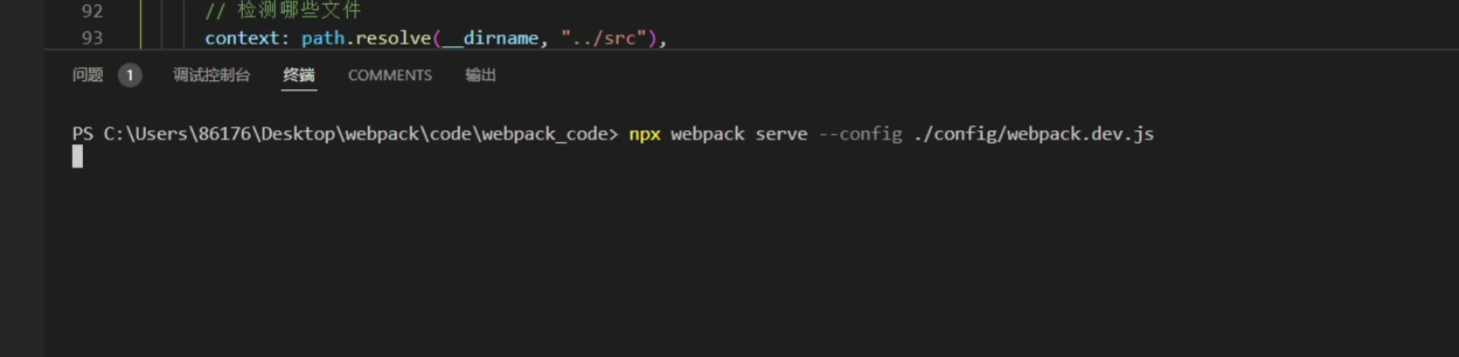 92 // 检测哪些文件
93 context: path.resolve(__dirname, "../src"),
问题 1 调试控制台 终端 COMMENTS 输出
PS C:\Users\86176\Desktop\webpack\code\webpack_code> npx webpack serve --config ./config/webpack.dev.js